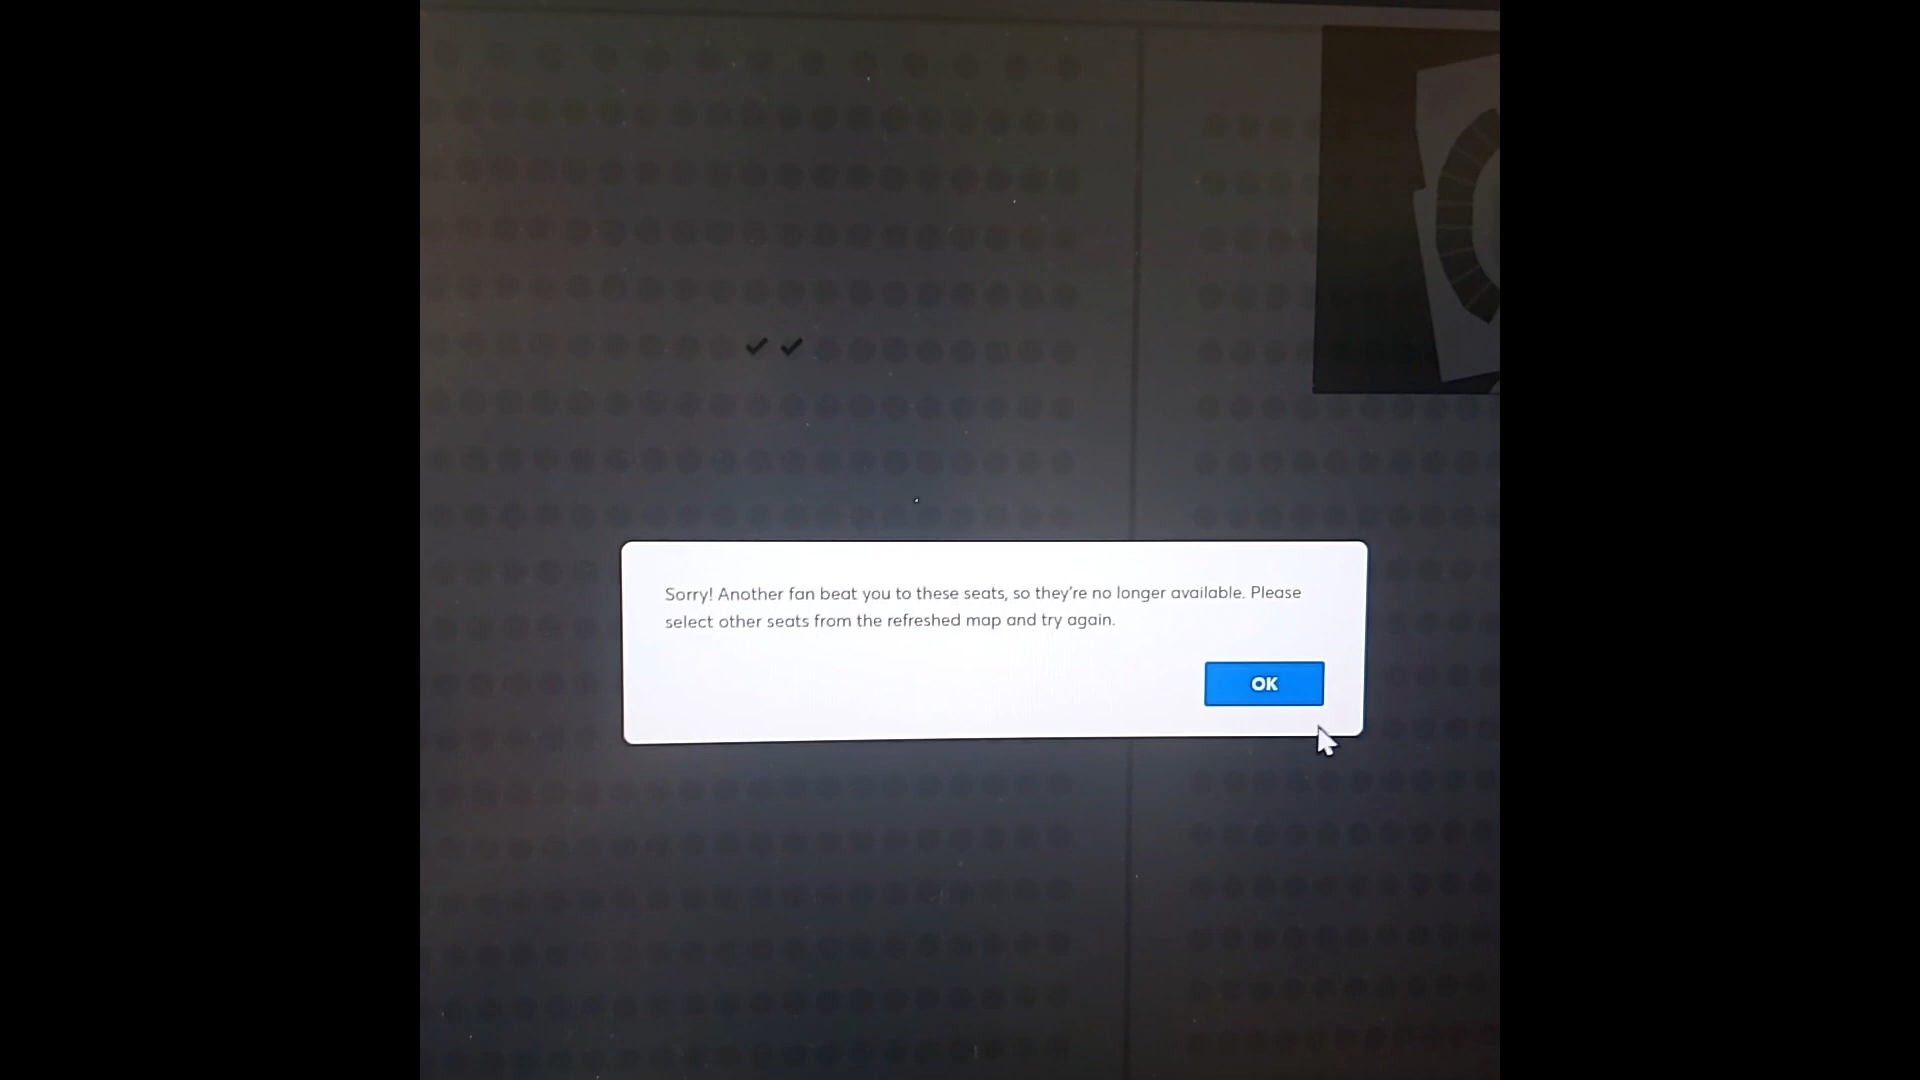 Sorry! Another fan beat you to these seats, so they're no longer available. Please
select other seats from the refreshed map and try again.
OK